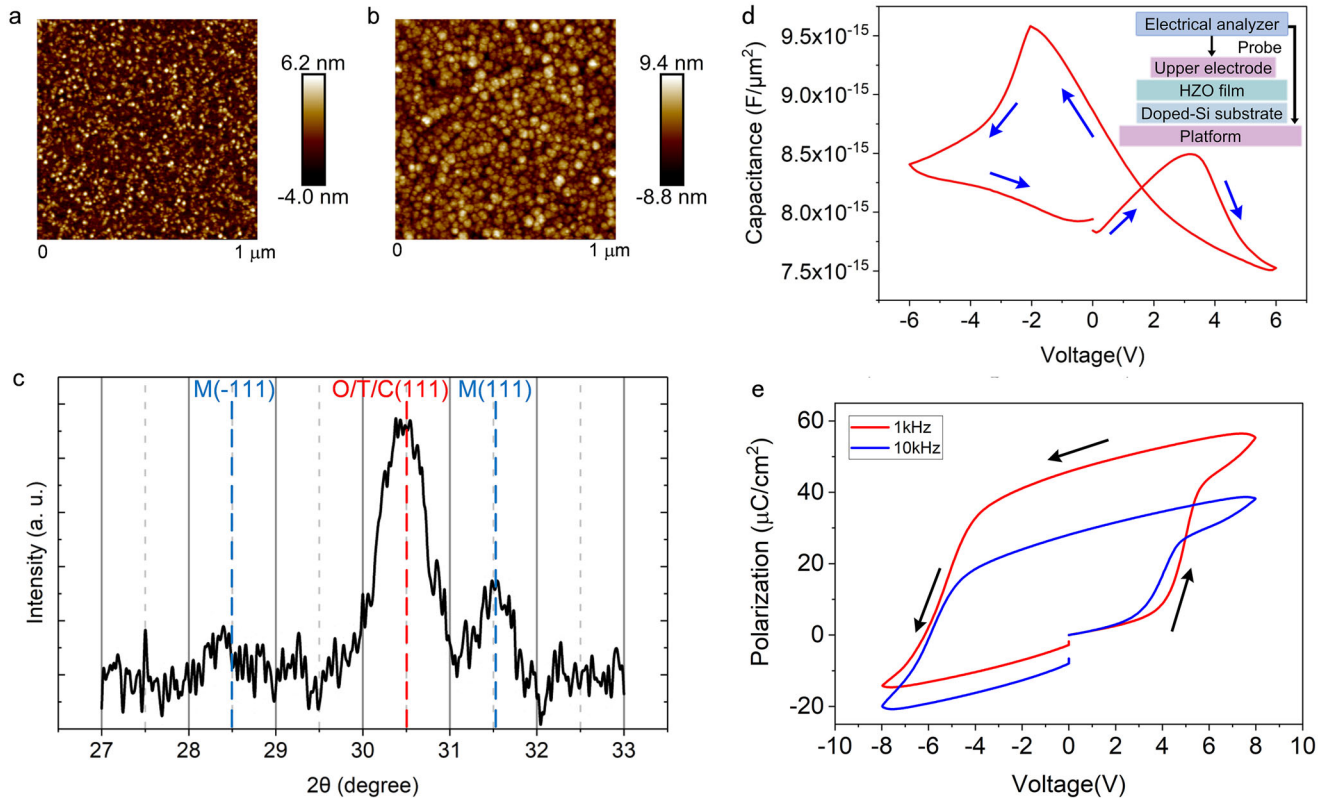 a
6.2 nm
-4.0 nm
0
1 μm
b
9.4 nm
-8.8 nm
0
1 μm
c
M(-111)
O/T/C(111)
M(111)
Intensity (a. u.)
27
28
29
30
31
32
33
2θ (degree)
d
Capacitance (F/μm²)
9.5x10⁻¹⁵
9.0x10⁻¹⁵
8.5x10⁻¹⁵
8.0x10⁻¹⁵
7.5x10⁻¹⁵
-6
-4
-2
0
2
4
6
Voltage(V)
Electrical analyzer
Probe
Upper electrode
HZO film
Doped-Si substrate
Platform
e
1kHz
10kHz
Polarization (μC/cm²)
60
40
20
0
-20
-10
-8
-6
-4
-2
0
2
4
6
8
10
Voltage(V)